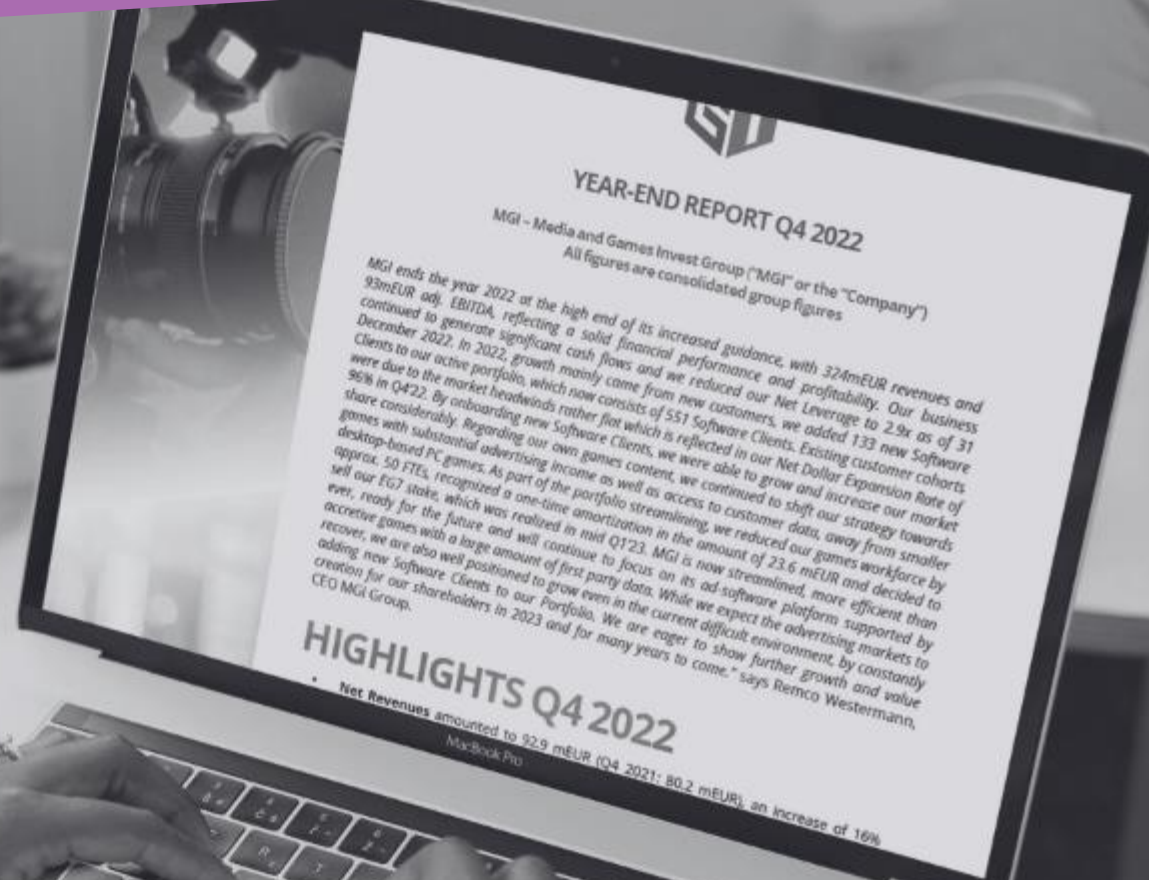 YEAR-END REPORT Q4 2022
MGI – Media and Games Invest Group ("MGI" or the "Company")
All figures are consolidated group figures
MGI ends the year 2022 at the high end of its increased guidance, with 324mEUR revenues and
93mEUR adj. EBITDA, reflecting a solid financial performance and profitability. Our business
continued to generate significant cash flows and we reduced our Net Leverage to 2.9x as of 31
December 2022. In 2022, growth mainly came from new customers, we added 133 new Software
Clients to our active portfolio, which now consists of 551 Software Clients. Existing customer cohorts
were due to the market headwinds rather flat which is reflected in our Net Dollar Expansion Rate of
96% in Q4'22. By onboarding new Software Clients, we were able to grow and increase our market
share considerably. Regarding our own games content, we continued to shift our strategy towards
games with substantial advertising income as well as access to customer data, away from smaller
desktop-based PC games. As part of the portfolio streamlining, we reduced our games workforce by
approx. 50 FTEs, recognized a one-time amortization in the amount of 23.6 mEUR and decided to
sell our EG7 stake, which was realized in mid Q1'23. MGI is now streamlined, more efficient than
ever, ready for the future and will continue to focus on its ad-software platform supported by
accretive games with a large amount of first party data. While we expect the advertising markets to
recover, we are also well positioned to grow even in the current difficult environment, by constantly
adding new Software Clients to our Portfolio. We are eager to show further growth and value
creation for our shareholders in 2023 and for many years to come." says Remco Westermann,
CEO MGI Group.
HIGHLIGHTS Q4 2022
• Net Revenues amounted to 92.9 mEUR (Q4 2021: 80.2 mEUR), an increase of 16%
MacBook Pro
R
T